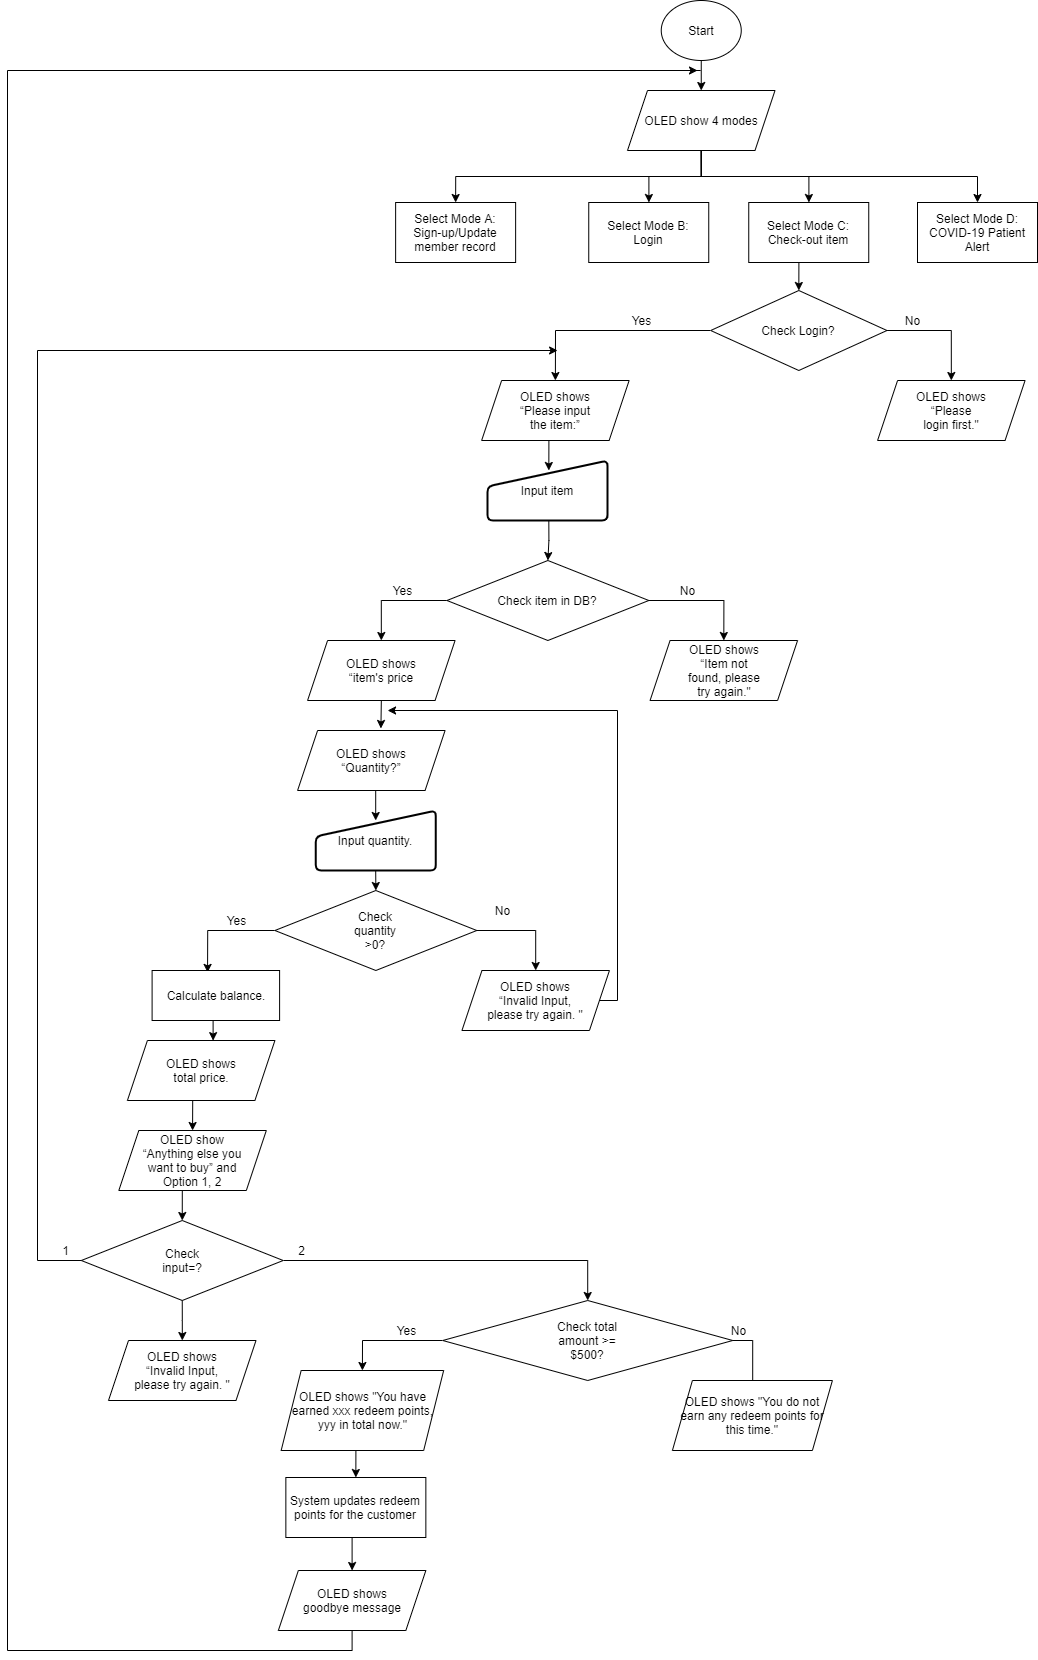 Start
OLED show 4 modes
Select Mode A:
Sign-up/Update
member record
Select Mode B:
Login
Select Mode C:
Check-out item
Select Mode D:
COVID-19 Patient
Alert
Check Login?
Yes
No
OLED shows
“Please input
the item:”
OLED shows
“Please
login first."
Input item
Check item in DB?
Yes
No
OLED shows
“item's price
OLED shows
“Item not
found, please
try again."
OLED shows
“Quantity?”
Input quantity.
Check
quantity
>0?
Yes
No
Calculate balance.
OLED shows
“Invalid Input,
please try again. "
OLED shows
total price.
OLED show
“Anything else you
want to buy” and
Option 1, 2
Check
input=?
1
2
OLED shows
“Invalid Input,
please try again. "
Check total
amount >=
$500?
Yes
No
OLED shows "You have
earned xxx redeem points,
yyy in total now."
OLED shows "You do not
earn any redeem points for
this time."
System updates redeem
points for the customer
OLED shows
goodbye message